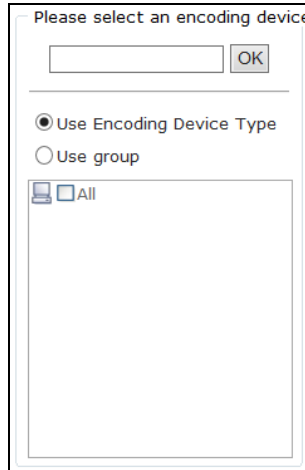 Please select an encoding device
OK
Use Encoding Device Type
Use group
All